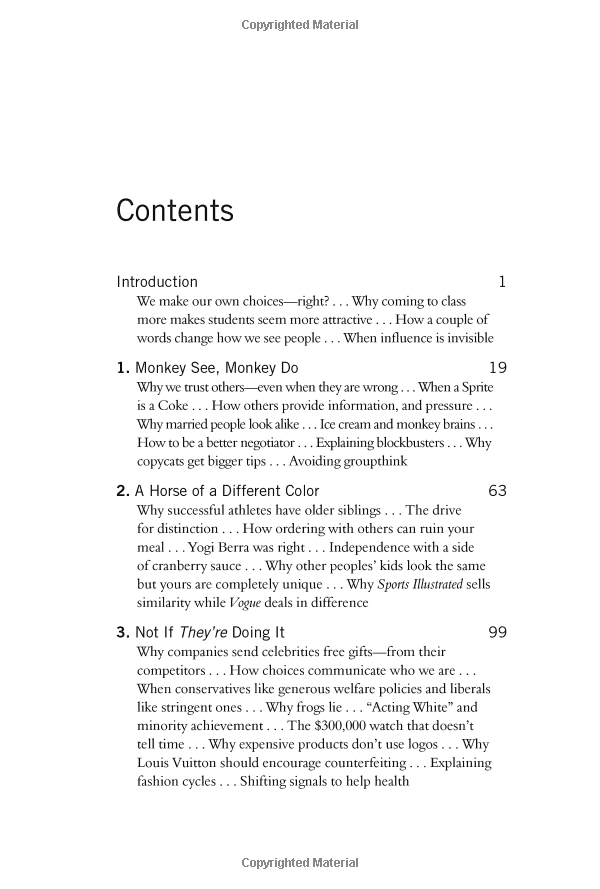 Copyrighted Material
Contents
Introduction 1
We make our own choices—right? . . . Why coming to class
more makes students seem more attractive . . . How a couple of
words change how we see people . . . When influence is invisible
1. Monkey See, Monkey Do 19
Why we trust others—even when they are wrong . . . When a Sprite
is a Coke . . . How others provide information, and pressure . . .
Why married people look alike . . . Ice cream and monkey brains . . .
How to be a better negotiator . . . Explaining blockbusters . . . Why
copycats get bigger tips . . . Avoiding groupthink
2. A Horse of a Different Color 63
Why successful athletes have older siblings . . . The drive
for distinction . . . How ordering with others can ruin your
meal . . . Yogi Berra was right . . . Independence with a side
of cranberry sauce . . . Why other peoples’ kids look the same
but yours are completely unique . . . Why Sports Illustrated sells
similarity while Vogue deals in difference
3. Not If They’re Doing It 99
Why companies send celebrities free gifts—from their
competitors . . . How choices communicate who we are . . .
When conservatives like generous welfare policies and liberals
like stringent ones . . . Why frogs lie . . . “Acting White” and
minority achievement . . . The $300,000 watch that doesn’t
tell time . . . Why expensive products don’t use logos . . . Why
Louis Vuitton should encourage counterfeiting . . . Explaining
fashion cycles . . . Shifting signals to help health
Copyrighted Material